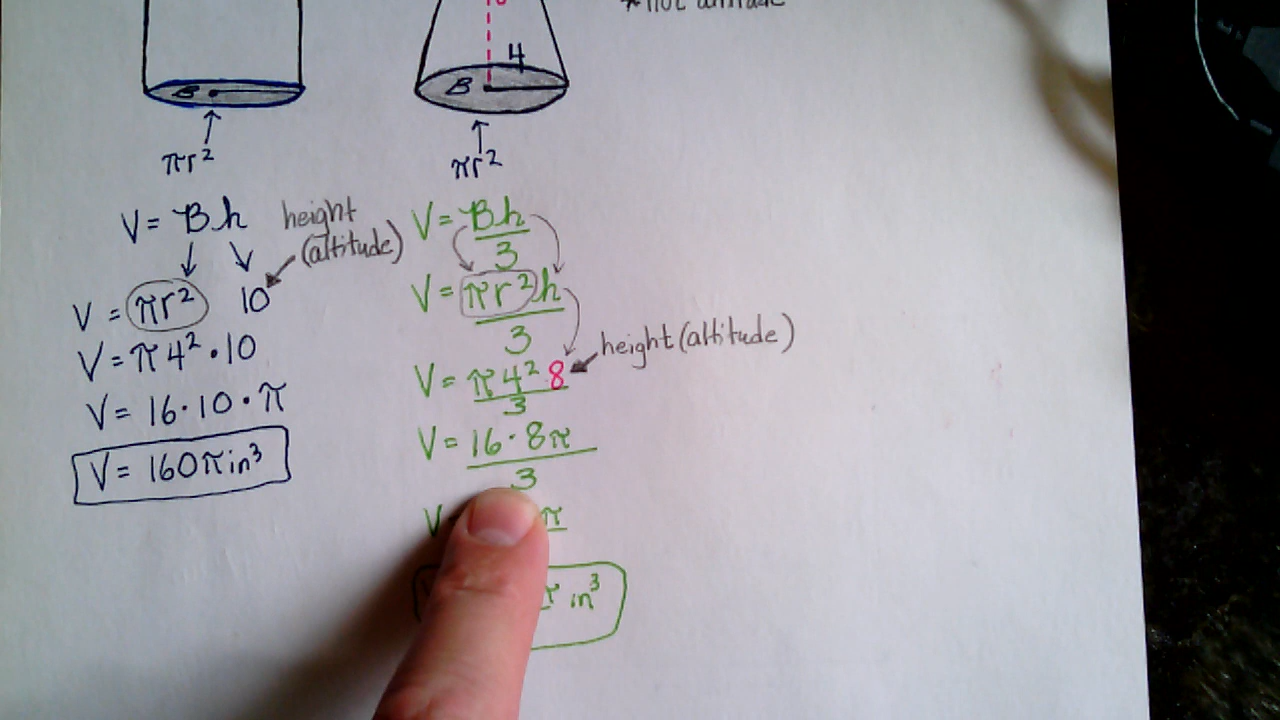 * not altitude
B
πr²
4
B
πr²
V = Bh
height
(altitude)
V = πr² 10
V = π4² · 10
V = 16 · 10 · π
V = 160π in³
V = Bh
3
V = πr²h
3
V = π4² 8
3
height (altitude)
V = 16 · 8π
3
V π
π in³